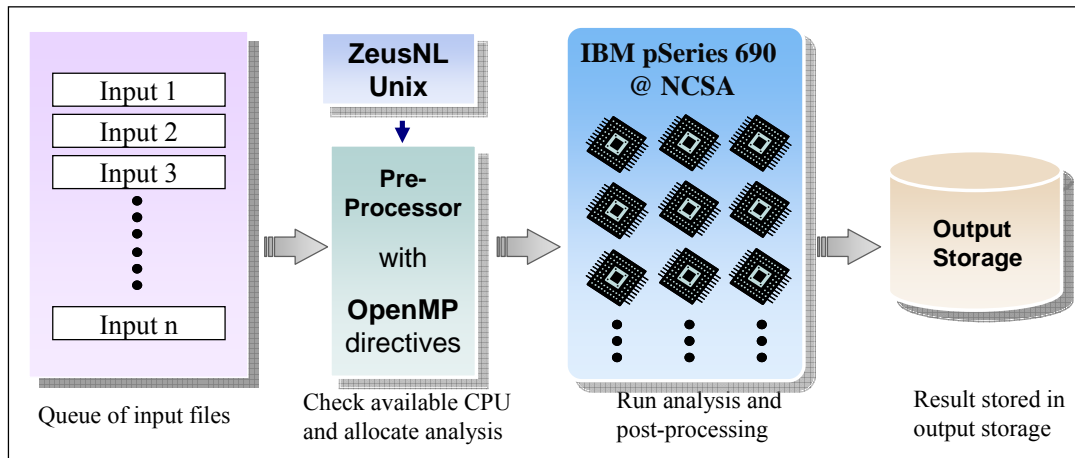 Input 1
Input 2
Input 3
Input n
Queue of input files
ZeusNL
Unix
Pre-
Processor
with
OpenMP
directives
Check available CPU
and allocate analysis
IBM pSeries 690
@ NCSA
Run analysis and
post-processing
Output
Storage
Result stored in
output storage